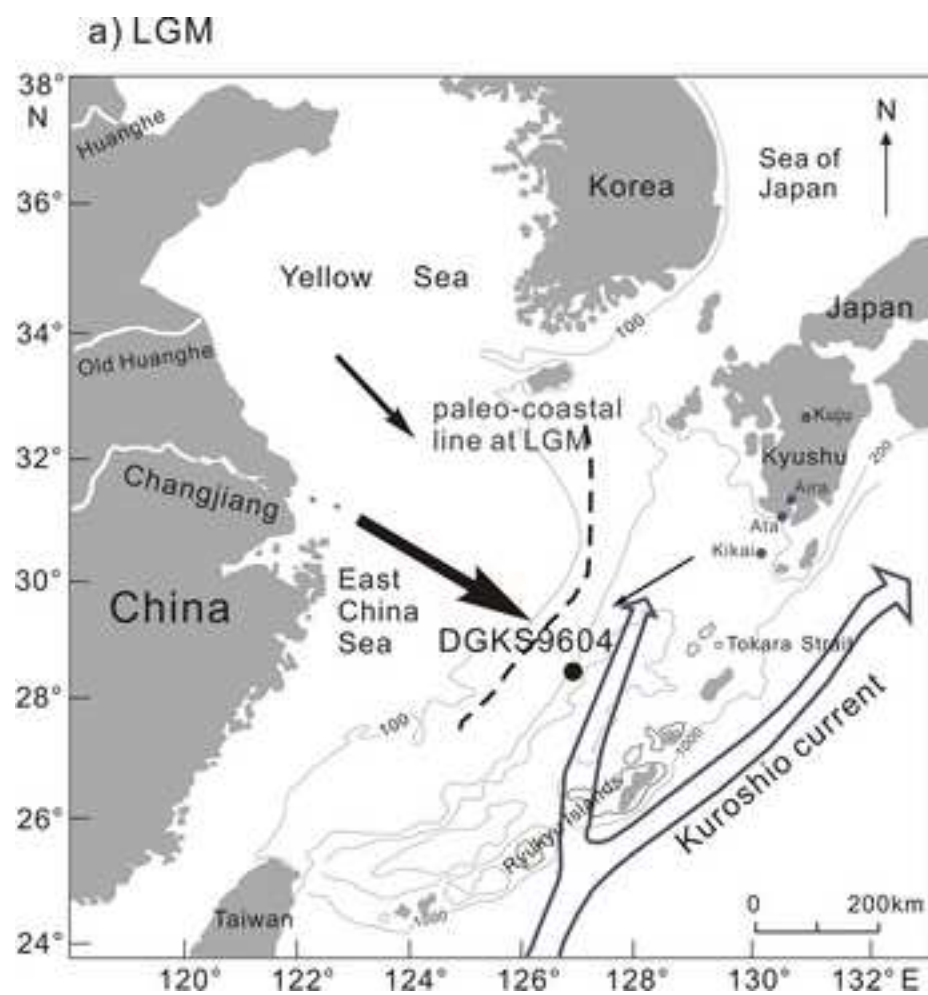 a) LGM
38°
N
Huanghe
Korea
Sea of
Japan
N
36°
Yellow Sea
Japan
34°
100
Old Huanghe
paleo-coastal
line at LGM
Kuju
32°
Kyushu
200
Changjiang
Aira
Ata
Kikai
30°
East
China
Sea
China
DGKS9604
Tokara Strait
28°
100
1000
Kuroshio current
26°
Ryukyu Islands
0 200km
Taiwan
1000
24°
120° 122° 124° 126° 128° 130° 132° E